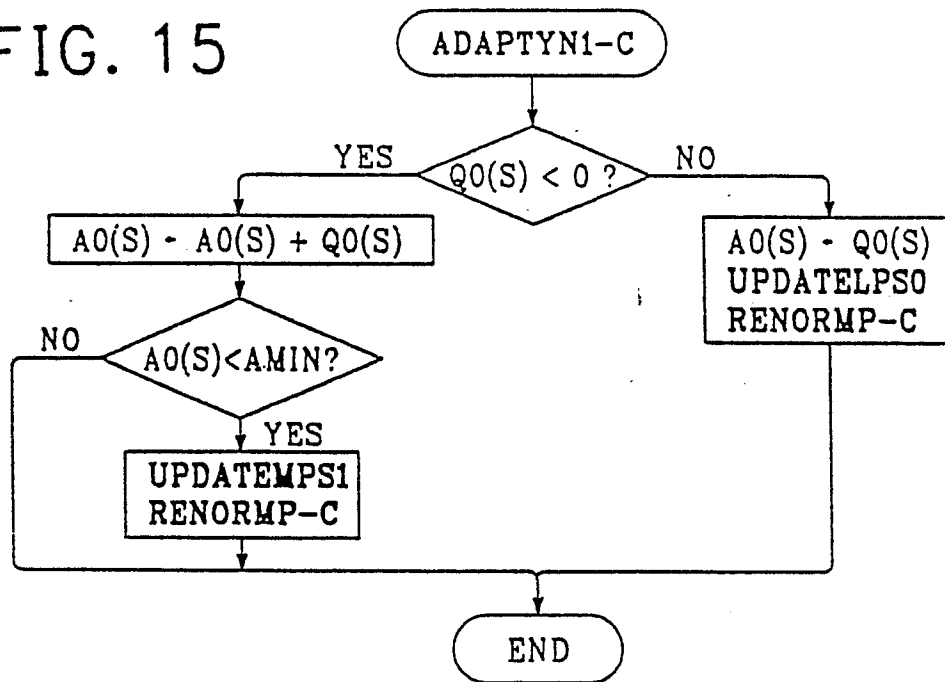 FIG. 15
ADAPTYN1-C
Q0(S) < 0 ?
YES
NO
A0(S) - A0(S) + Q0(S)
A0(S) - Q0(S)
UPDATELPS0
RENORMP-C
A0(S)<AMIN?
NO
YES
UPDATEMPS1
RENORMP-C
END